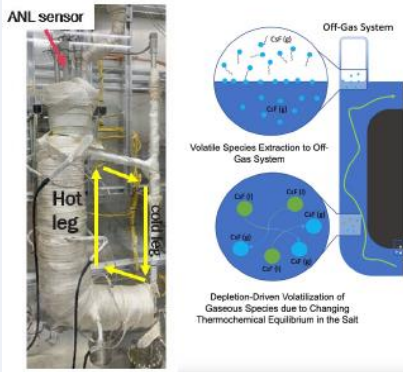 ANL sensor
Hot
leg
cold leg
Off-Gas System
CsF (g)
CsF (g)
Volatile Species Extraction to Off-
Gas System
CsF (l)
CsF (l)
CsF (g)
CsF (g)
CsF (l)
Depletion-Driven Volatilization of
Gaseous Species due to Changing
Thermochemical Equilibrium in the Salt